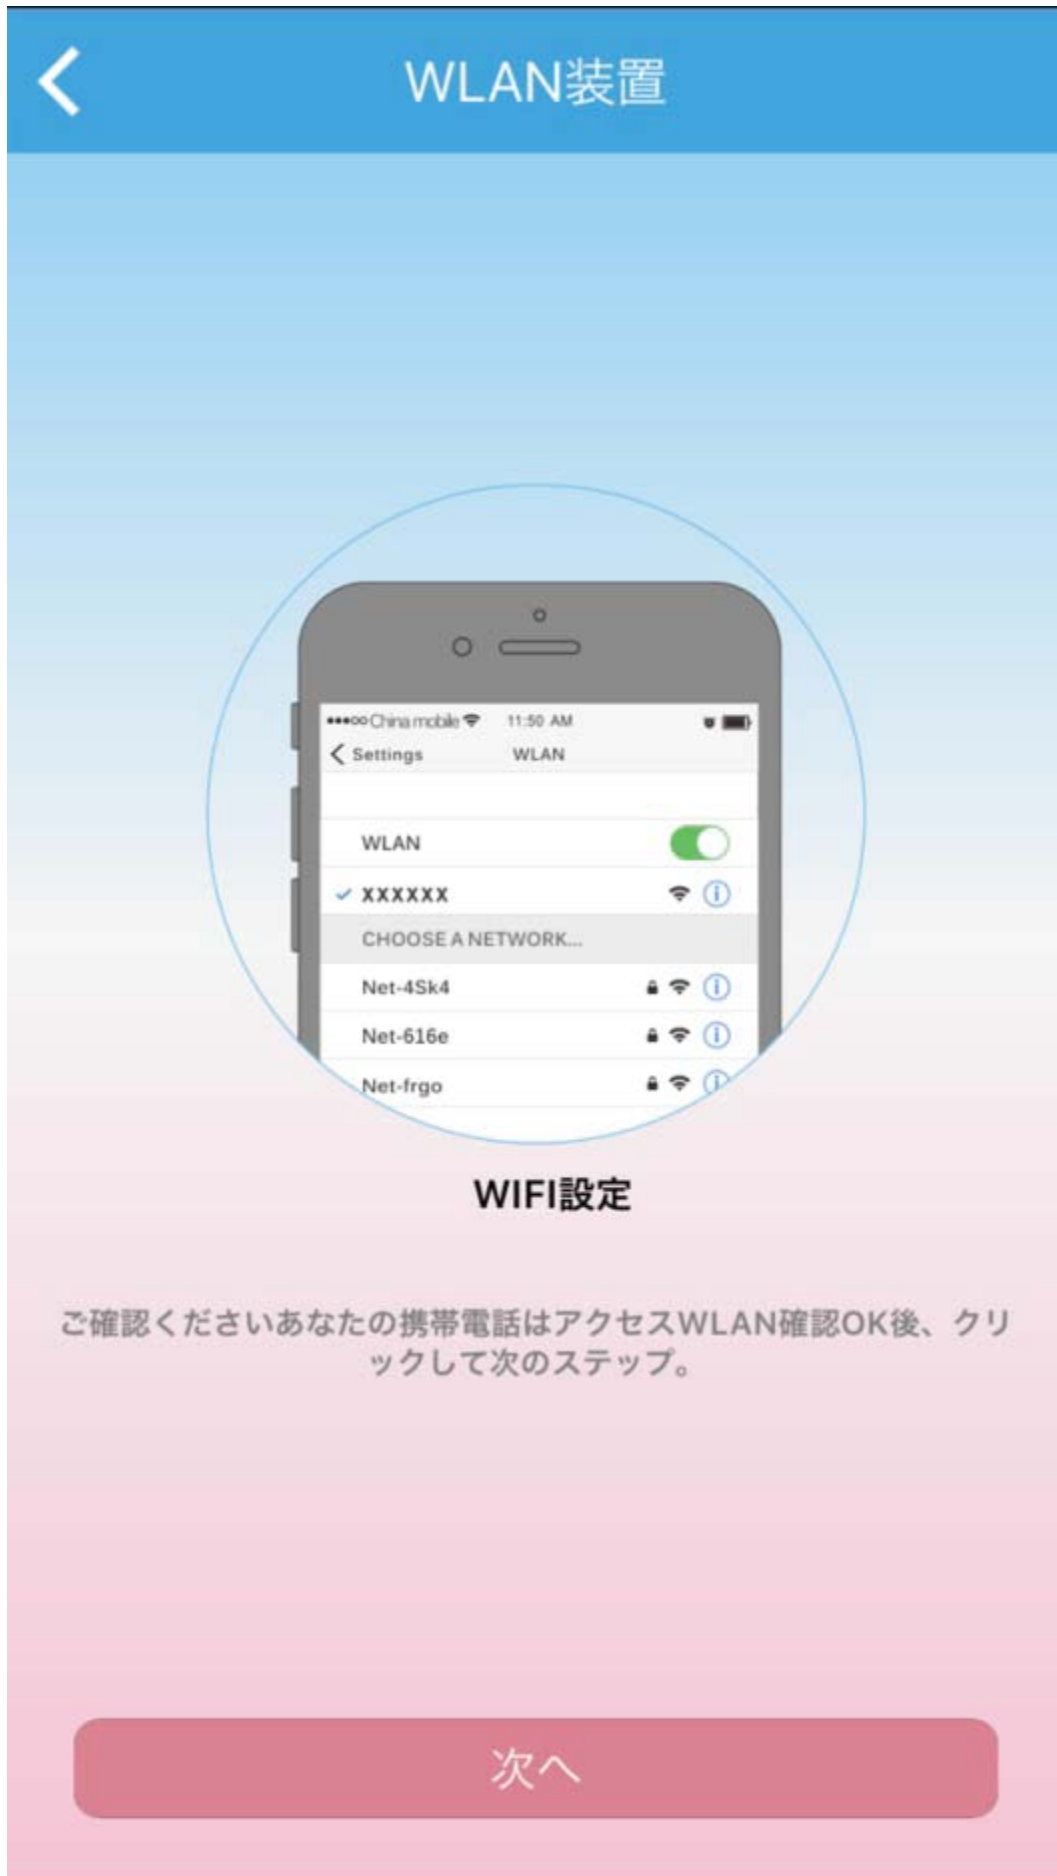 WLAN装置
China mobile 11:50 AM
Settings WLAN
WLAN
XXXXXX
CHOOSE A NETWORK...
Net-4Sk4
Net-616e
Net-frgo
WIFI設定
ご確認くださいあなたの携帯電話はアクセスWLAN確認OK後、クリ
ックして次のステップ。
次へ